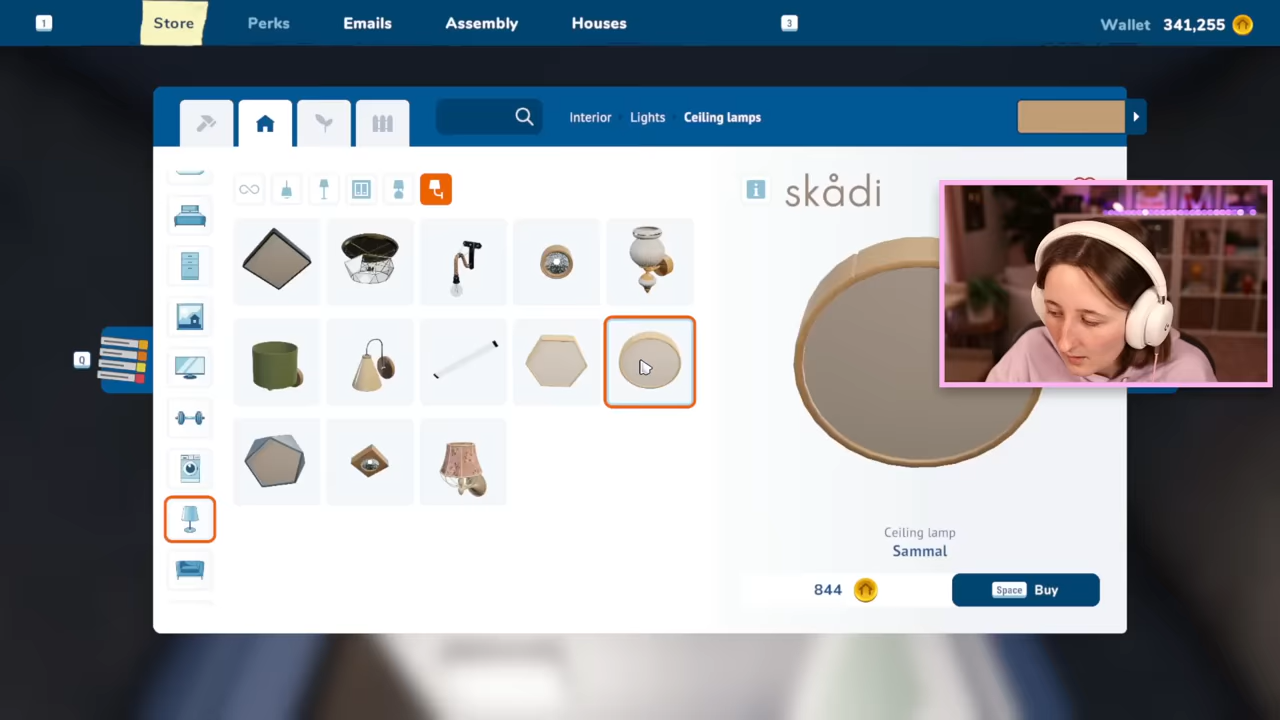 1 Store Perks Emails Assembly Houses 3 Wallet 341,255
Interior Lights Ceiling lamps
i skådi
Q
Ceiling lamp
Sammal
844 Space Buy